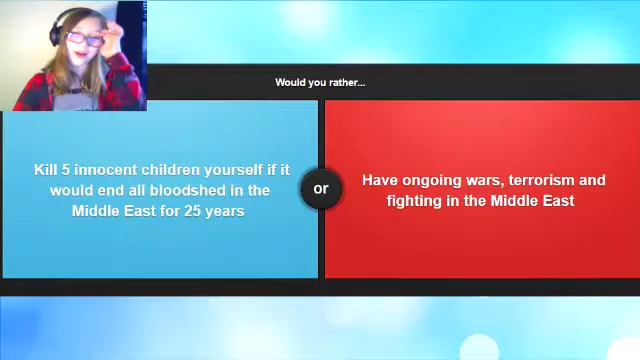 Would you rather...
Kill 5 innocent children yourself if it
would end all bloodshed in the
Middle East for 25 years
or
Have ongoing wars, terrorism and
fighting in the Middle East